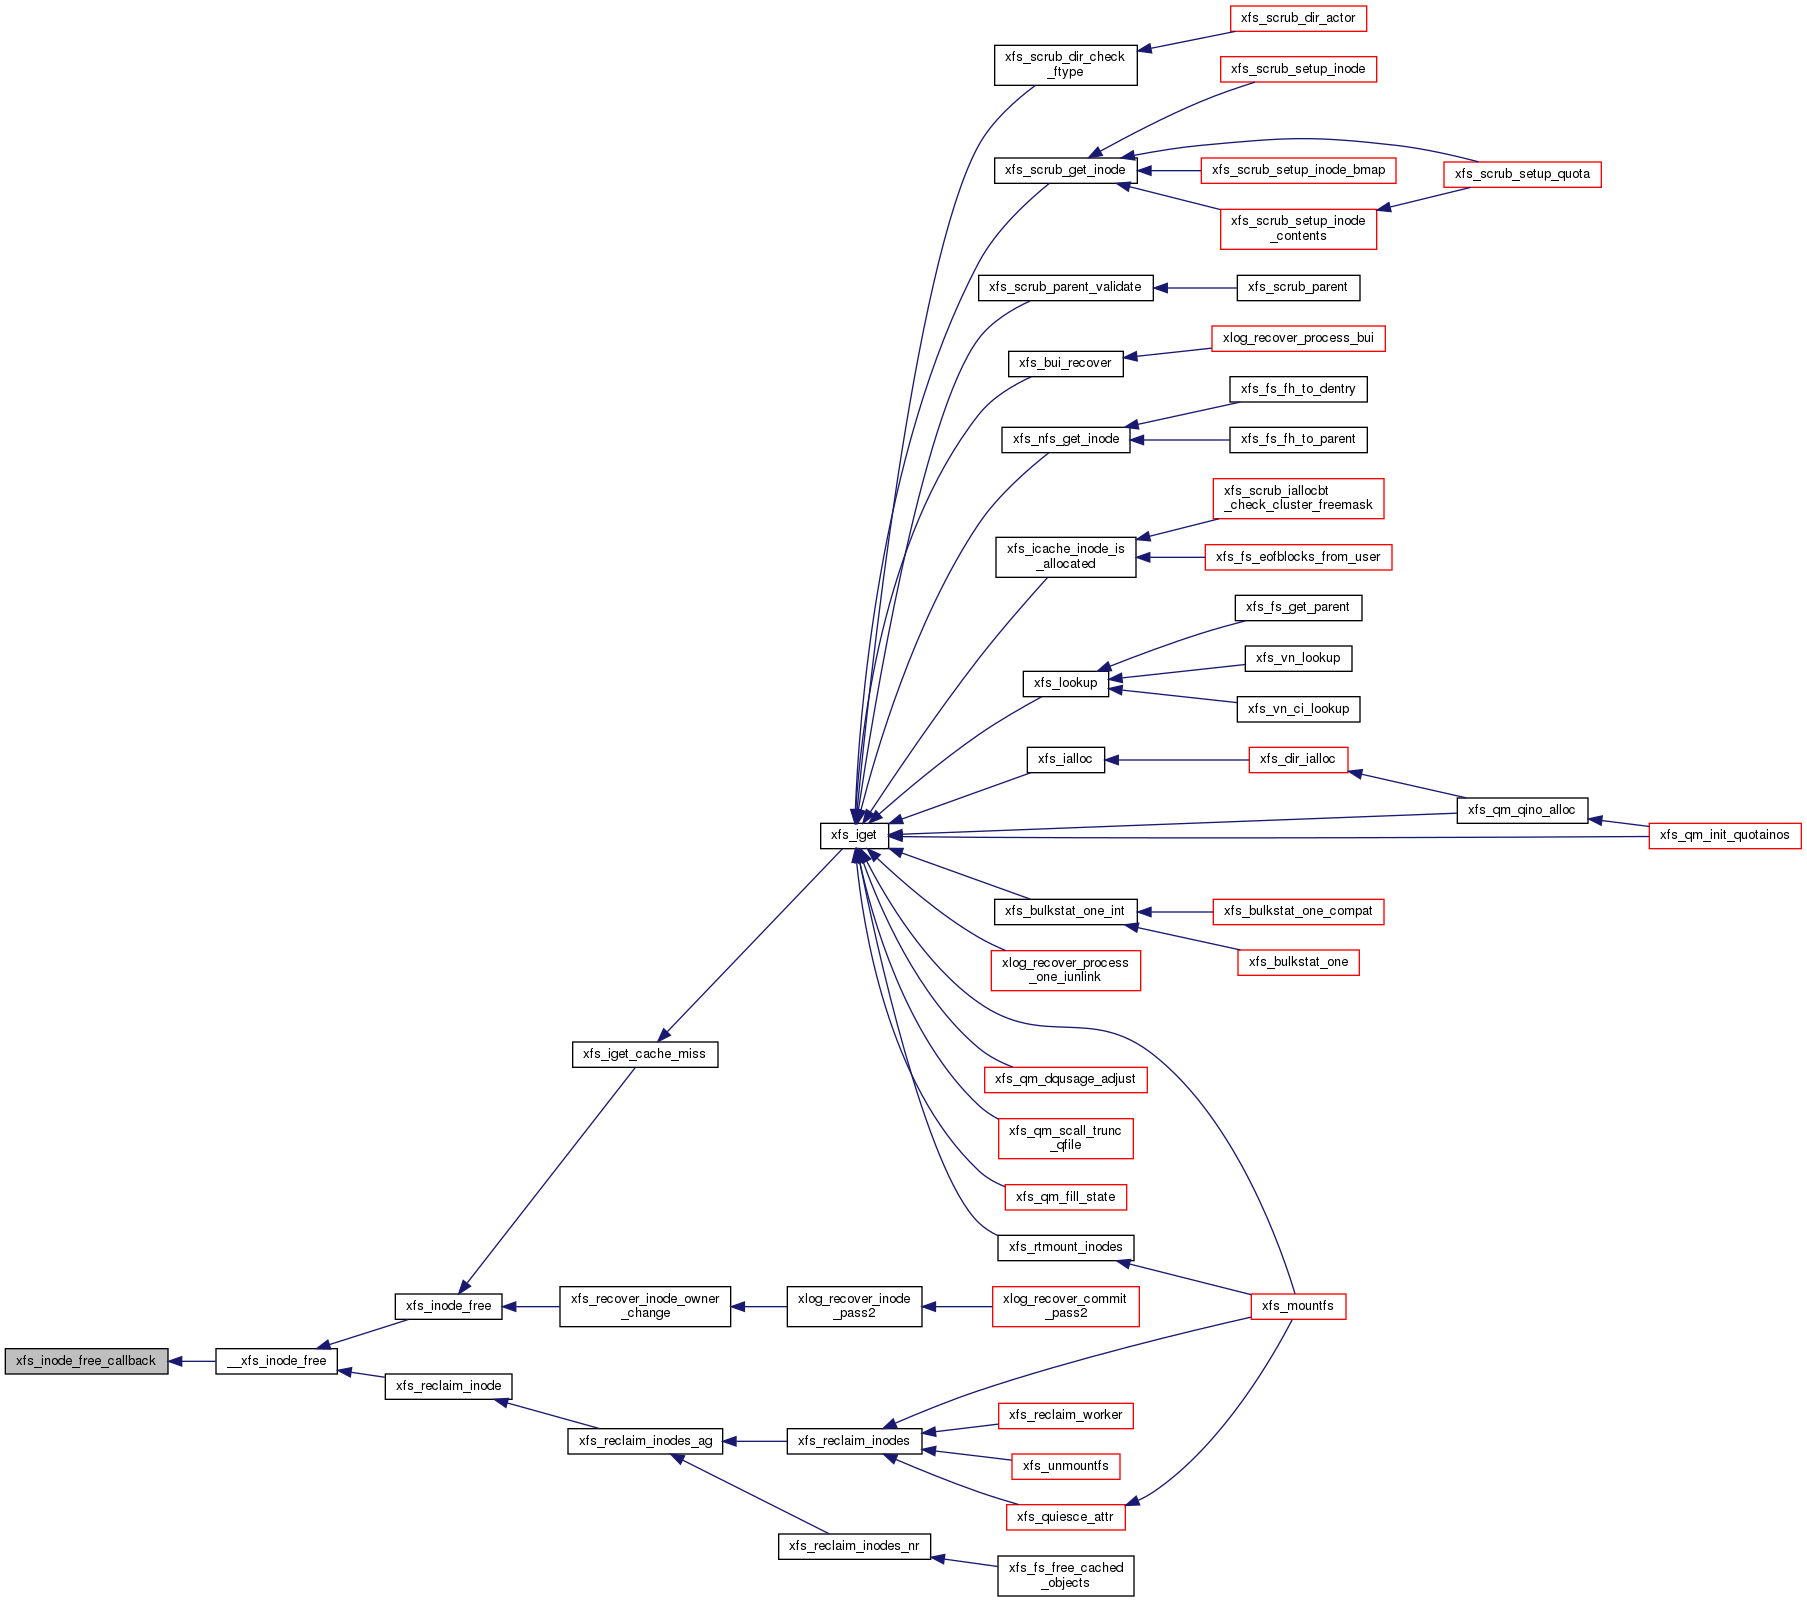 xfs_scrub_dir_actor
xfs_scrub_dir_check
_ftype
xfs_scrub_setup_inode
xfs_scrub_get_inode
xfs_scrub_setup_inode_bmap
xfs_scrub_setup_quota
xfs_scrub_setup_inode
_contents
xfs_scrub_parent_validate
xfs_scrub_parent
xfs_bui_recover
xlog_recover_process_bui
xfs_fs_fh_to_dentry
xfs_nfs_get_inode
xfs_fs_fh_to_parent
xfs_scrub_iallocbt
_check_cluster_freemask
xfs_icache_inode_is
_allocated
xfs_fs_eofblocks_from_user
xfs_fs_get_parent
xfs_vn_lookup
xfs_lookup
xfs_vn_ci_lookup
xfs_ialloc
xfs_dir_ialloc
xfs_qm_qino_alloc
xfs_iget
xfs_qm_init_quotainos
xfs_bulkstat_one_int
xfs_bulkstat_one_compat
xfs_bulkstat_one
xlog_recover_process
_one_iunlink
xfs_iget_cache_miss
xfs_qm_dqusage_adjust
xfs_qm_scall_trunc
_qfile
xfs_qm_fill_state
xfs_rtmount_inodes
xfs_inode_free
xfs_recover_inode_owner
_change
xlog_recover_inode
_pass2
xlog_recover_commit
_pass2
xfs_mountfs
xfs_inode_free_callback
__xfs_inode_free
xfs_reclaim_inode
xfs_reclaim_inodes_ag
xfs_reclaim_inodes
xfs_reclaim_worker
xfs_unmountfs
xfs_quiesce_attr
xfs_reclaim_inodes_nr
xfs_fs_free_cached
_objects